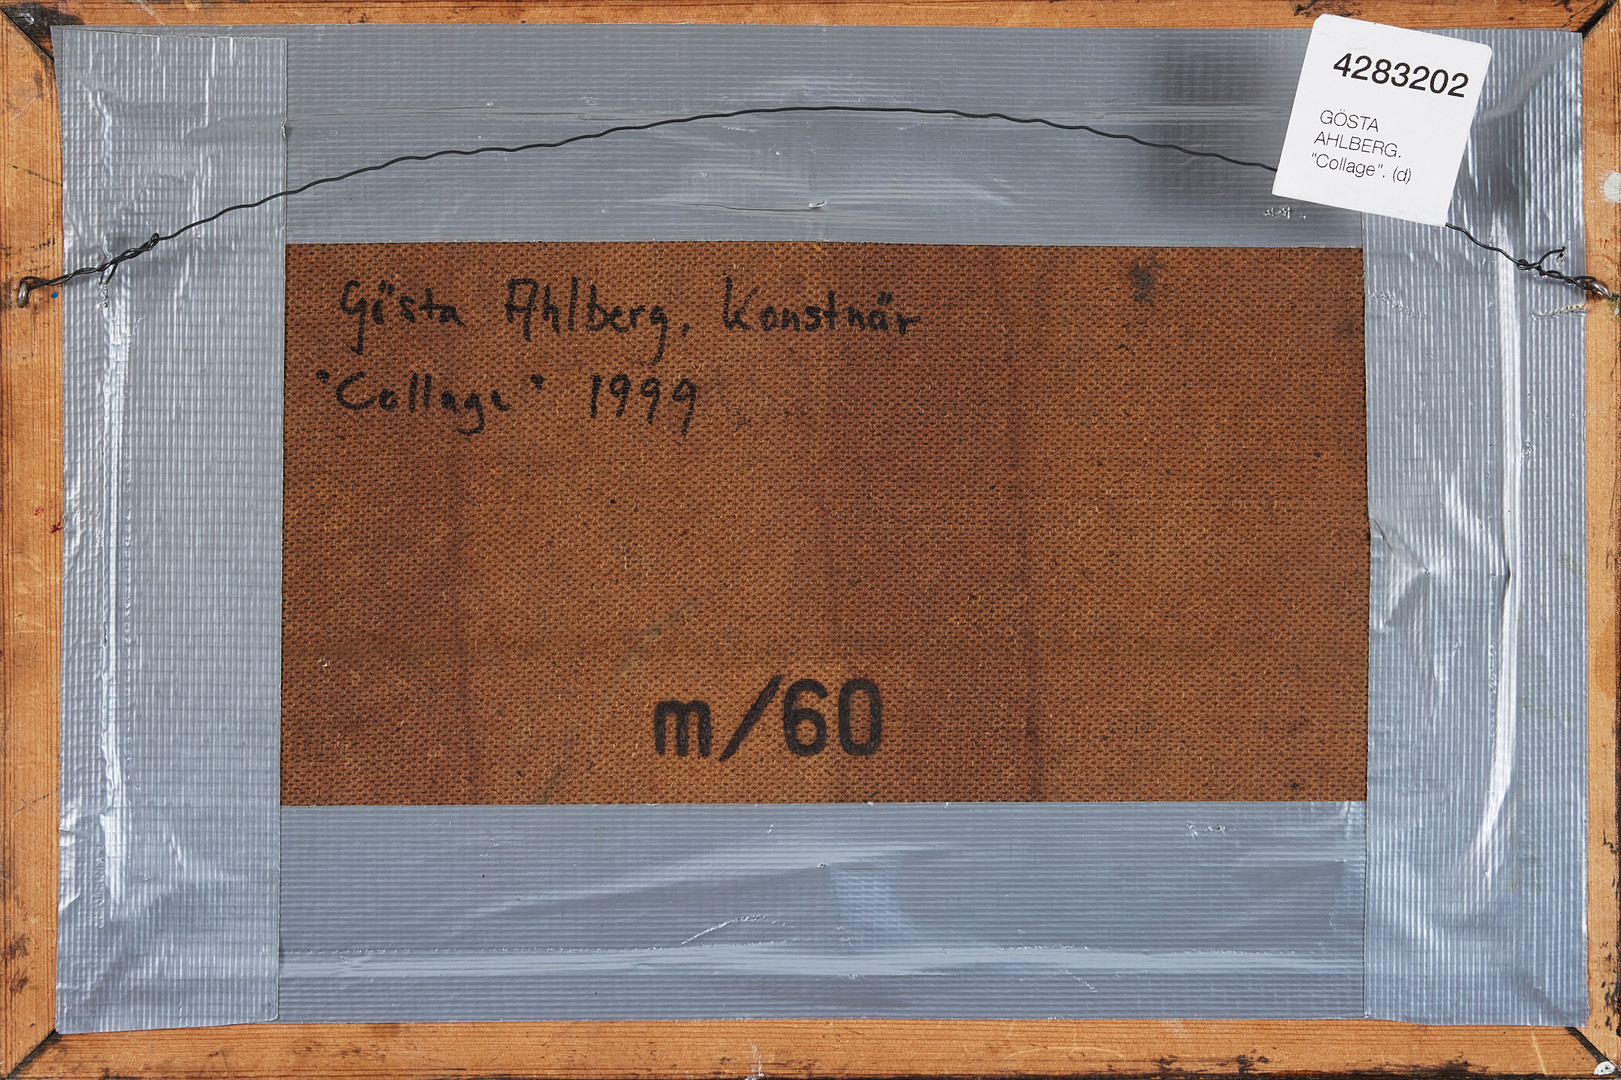 4283202
GÖSTA
AHLBERG.
"Collage". (d)
Gösta Ahlberg. Konstnär
"Collage" 1999
m/60